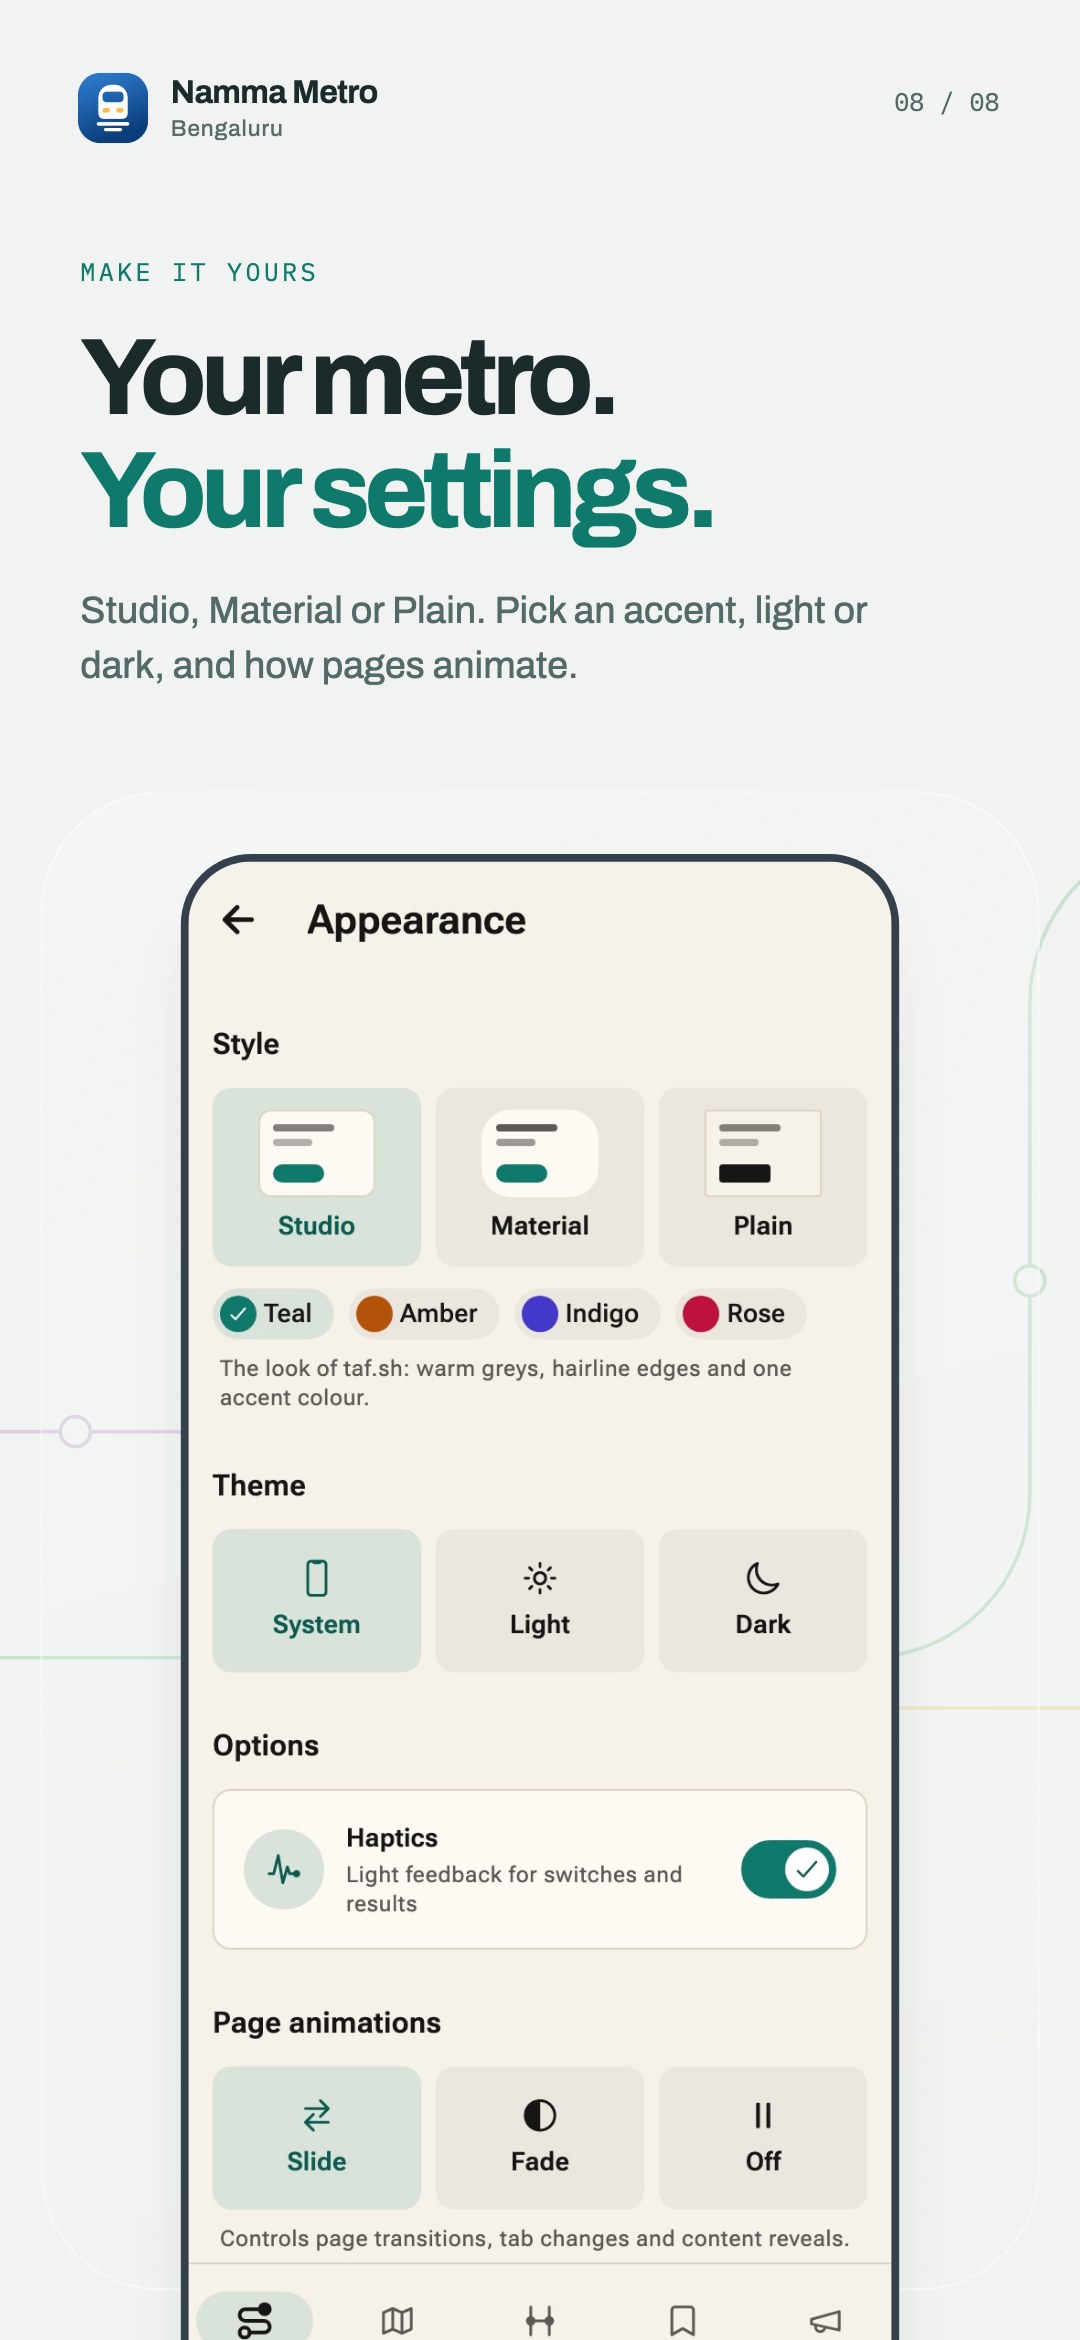 Namma Metro
Bengaluru
08 / 08
MAKE IT YOURS
Your metro.
Your settings.
Studio, Material or Plain. Pick an accent, light or
dark, and how pages animate.
Appearance
Style
Studio
Material
Plain
Teal
Amber
Indigo
Rose
The look of taf.sh: warm greys, hairline edges and one
accent colour.
Theme
System
Light
Dark
Options
Haptics
Light feedback for switches and
results
Page animations
Slide
Fade
Off
Controls page transitions, tab changes and content reveals.